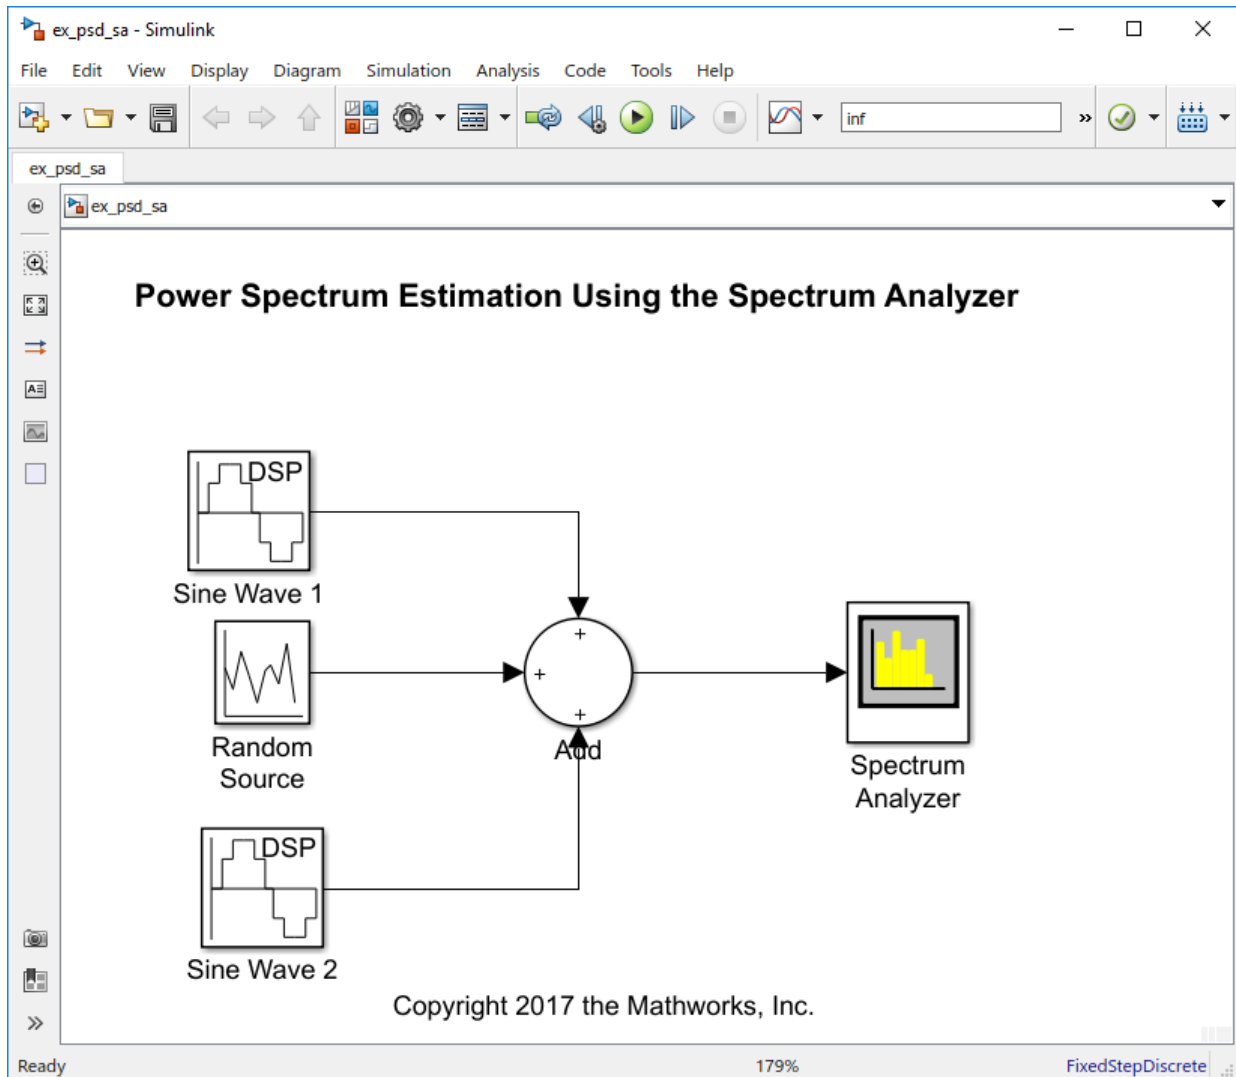 ex_psd_sa - Simulink
File Edit View Display Diagram Simulation Analysis Code Tools Help
inf
ex_psd_sa
ex_psd_sa
Power Spectrum Estimation Using the Spectrum Analyzer
DSP
Sine Wave 1
+
+
+
Random
Source
Add
Spectrum
Analyzer
DSP
Sine Wave 2
Copyright 2017 the Mathworks, Inc.
Ready 179% FixedStepDiscrete